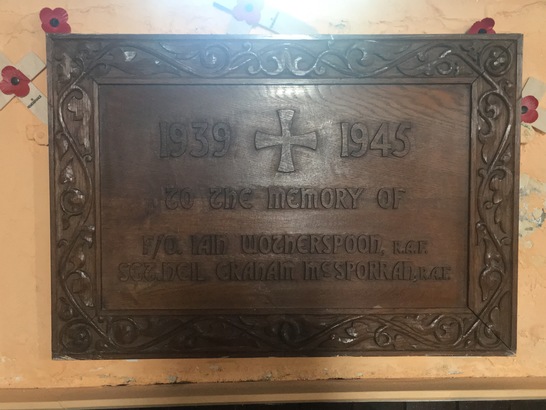 1939 1945
TO THE MEMORY OF
F/O. IAIN WOTHERSPOON, R.A.F.
SGT. NEIL GRAHAM McSPORRAN, R.A.F.